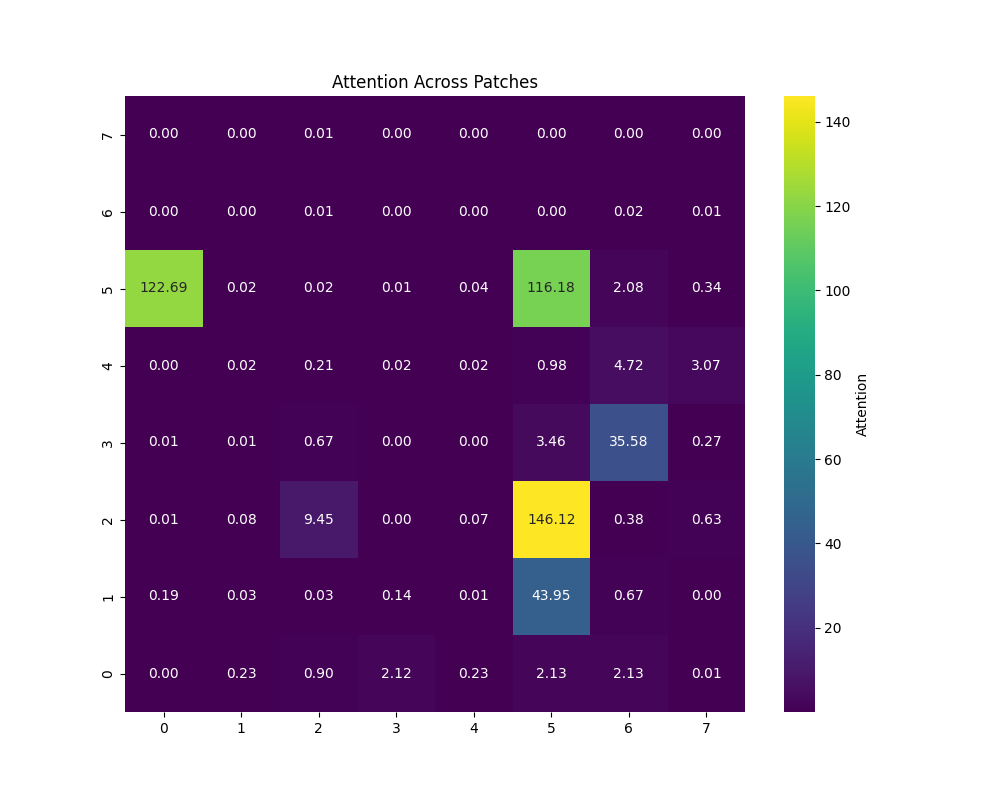 Attention Across Patches
7 0.00 0.00 0.01 0.00 0.00 0.00 0.00 0.00
6 0.00 0.00 0.01 0.00 0.00 0.00 0.02 0.01
5 122.69 0.02 0.02 0.01 0.04 116.18 2.08 0.34
4 0.00 0.02 0.21 0.02 0.02 0.98 4.72 3.07
3 0.01 0.01 0.67 0.00 0.00 3.46 35.58 0.27
2 0.01 0.08 9.45 0.00 0.07 146.12 0.38 0.63
1 0.19 0.03 0.03 0.14 0.01 43.95 0.67 0.00
0 0.00 0.23 0.90 2.12 0.23 2.13 2.13 0.01
0 1 2 3 4 5 6 7
140
120
100
80
60
40
20
Attention